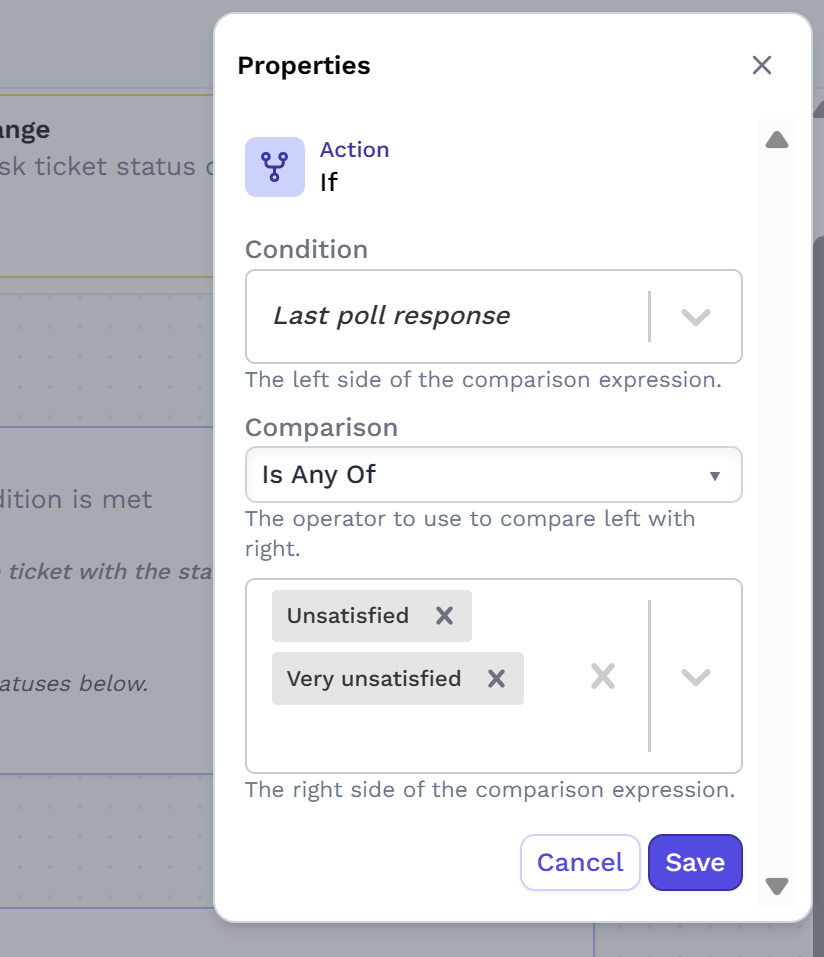 Properties
ange
sk ticket status
Action
If
Condition
Last poll response
The left side of the comparison expression.
Comparison
Is Any Of
The operator to use to compare left with
right.
dition is met
ticket with the sta
Unsatisfied
Very unsatisfied
atuses below.
The right side of the comparison expression.
Cancel
Save